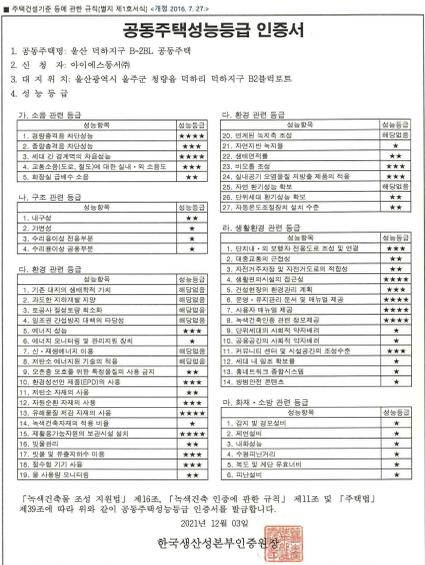 ■ 주택건설기준 등에 관한 규칙[별지 제1호서식] <개정 2016. 7. 27.>
공동주택성능등급 인증서
1. 공동주택명: 울산 덕하지구 B-2BL 공동주택
2. 신 청 자: 아이에스동서㈜
3. 대 지 위 치: 울산광역시 울주군 청량읍 덕하리 덕하지구 B2블럭로트
4. 성 능 등 급
가. 소음 관련 등급
성능항목 성능등급
1. 경량충격음 차단성능 ★★★★
2. 중량충격음 차단성능 ★★★
3. 세대 간 경계벽의 차음성능 ★★★★
4. 교통소음(도로, 철도)에 대한 실내・외 소음도 ★★★
5. 화장실 급배수 소음 ★★
나. 구조 관련 등급
성능항목 성능등급
1. 내구성 ★★
2. 가변성 ★
3. 수리용이성 전용부분 ★
4. 수리용이성 공용부분 ★
다. 환경 관련 등급
성능항목 성능등급
1. 기존 대지의 생태학적 가치 해당없음
2. 과도한 지하개발 지양 해당없음
3. 토공사 절성토량 최소화 해당없음
4. 일조권 간섭방지 대책의 타당성 해당없음
5. 에너지 성능 ★★★
6. 에너지 모니터링 및 관리지원 장치 ★
7. 신・재생에너지 이용 해당없음
8. 저탄소 에너지원 기술의 적용 해당없음
9. 오존층 보호를 위한 특정물질의 사용 금지 ★★
10. 환경성선언 제품(EPD)의 사용 ★★★
11. 저탄소 자재의 사용 ★★
12. 자원순환 자재의 사용 ★★★
13. 유해물질 저감 자재의 사용 ★★★★
14. 녹색건축자재의 적용 비율 ★
15. 재활용가능자원의 보관시설 설치 ★★★★
16. 빗물관리 ★★
17. 빗물 및 유출지하수 이용 ★★★
18. 절수형 기기 사용 ★★★
19. 물 사용량 모니터링 ★★
다. 환경 관련 등급
성능항목 성능등급
20. 연계된 녹지축 조성 해당없음
21. 자연지반 녹지율 ★
22. 생태면적률 ★★
23. 비오톱 조성 ★★★
24. 실내공기 오염물질 저방출 제품의 적용 ★★★
25. 자연 환기성능 확보 해당없음
26. 단위세대 환기성능 확보 ★★
27. 자동온도조절장치 설치 수준 ★★
라. 생활환경 관련 등급
성능항목 성능등급
1. 단지내・외 보행자 전용도로 조성 및 연결 ★★★
2. 대중교통의 근접성 ★★
3. 자전거주차장 및 자전거도로의 적합성 ★★
4. 생활편의시설의 접근성 ★★★★
5. 건설현장의 환경관리 계획 ★★★
6. 운영・유지관리 문서 및 매뉴얼 제공 ★★★★
7. 사용자 매뉴얼 제공 ★★★★
8. 녹색건축인증 관련 정보제공 ★★★★
9. 단위세대의 사회적 약자배려 ★
10. 공용공간의 사회적 약자배려 ★
11. 커뮤니티 센터 및 시설공간의 조성수준 ★★★
12. 세대 내 일조 확보율 ★
13. 홈네트워크 종합시스템 ★
14. 방범안전 콘텐츠 ★
마. 화재・소방 관련 등급
성능항목 성능등급
1. 감지 및 경보설비 ★
2. 제연설비 ★
3. 내화성능 ★
4. 수평피난거리 ★
5. 복도 및 계단 유효너비 ★
6. 피난설비 ★
「녹색건축물 조성 지원법」 제16조, 「녹색건축 인증에 관한 규칙」 제11조 및 「주택법」
제39조에 따라 위와 같이 공동주택성능등급 인증서를 발급합니다.
2021년 12월 03일
한국생산성본부인증원장